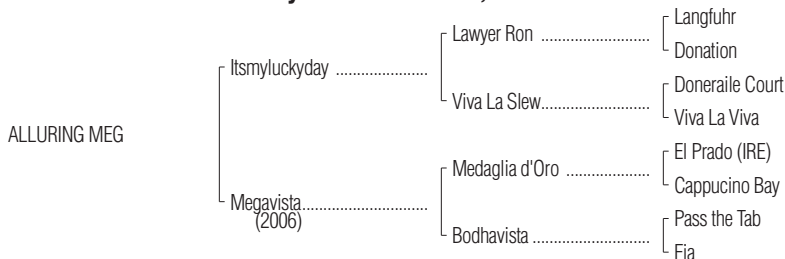 Langfuhr
Lawyer Ron ..........................
Donation
Itsmyluckyday ......................
Doneraile Court
Viva La Slew..........................
Viva La Viva
ALLURING MEG
El Prado (IRE)
Medaglia d'Oro ....................
Cappucino Bay
Megavista..............................
(2006)
Pass the Tab
Bodhavista ............................
Fia